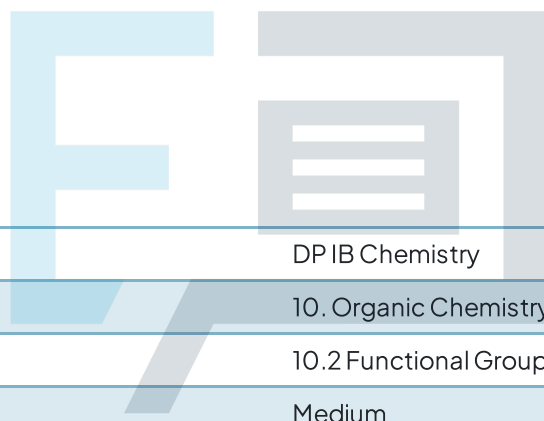 DP IB Chemistry
10. Organic Chemistry
10.2 Functional Group
Medium